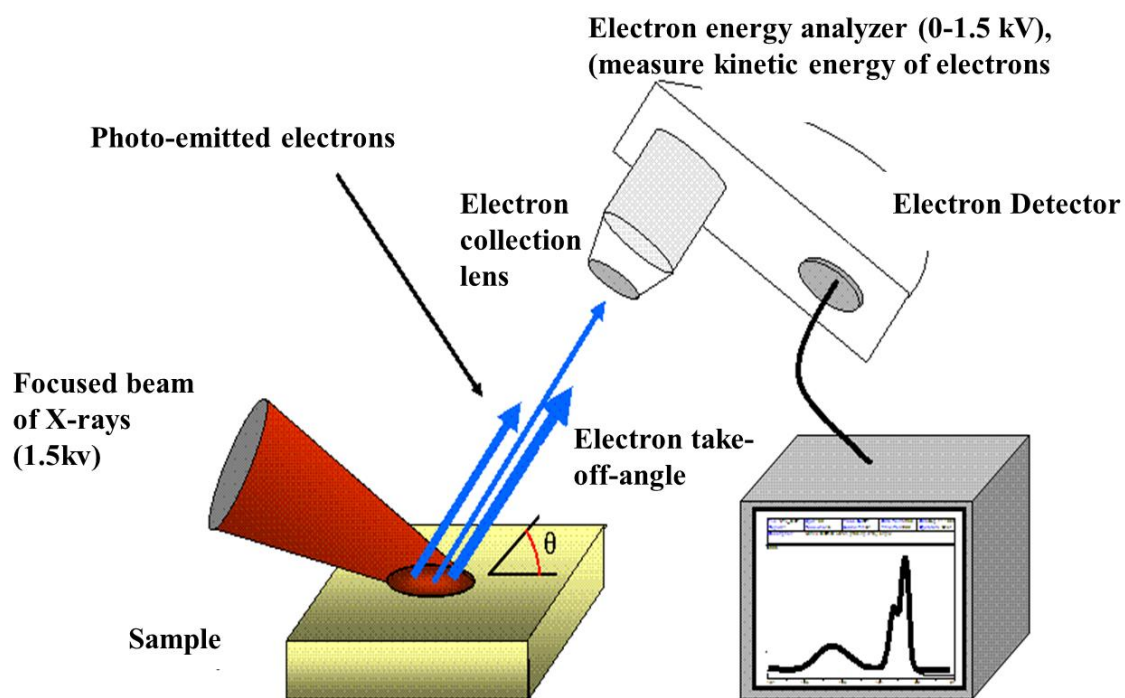 Electron energy analyzer (0-1.5 kV),
(measure kinetic energy of electrons
Photo-emitted electrons
Electron
collection
lens
Electron Detector
Focused beam
of X-rays
(1.5kv)
Electron take-
off-angle
θ
Sample